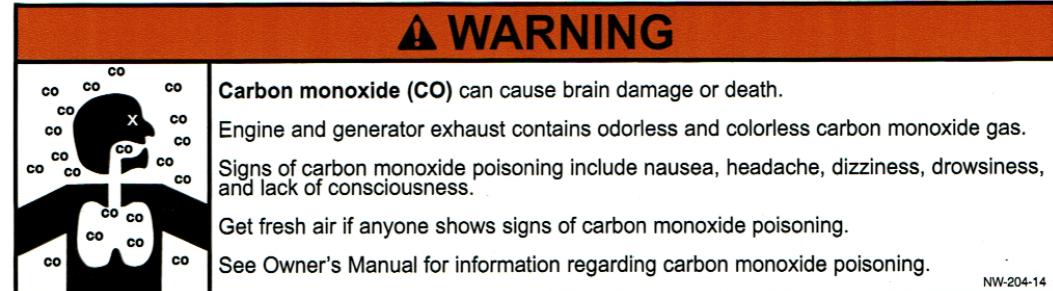 WARNING
co
co co co
co
co X co
co co
co co
co co co
co
co co
co co
co co
Carbon monoxide (CO) can cause brain damage or death.
Engine and generator exhaust contains odorless and colorless carbon monoxide gas.
Signs of carbon monoxide poisoning include nausea, headache, dizziness, drowsiness,
and lack of consciousness.
Get fresh air if anyone shows signs of carbon monoxide poisoning.
See Owner's Manual for information regarding carbon monoxide poisoning.
NW-204-14